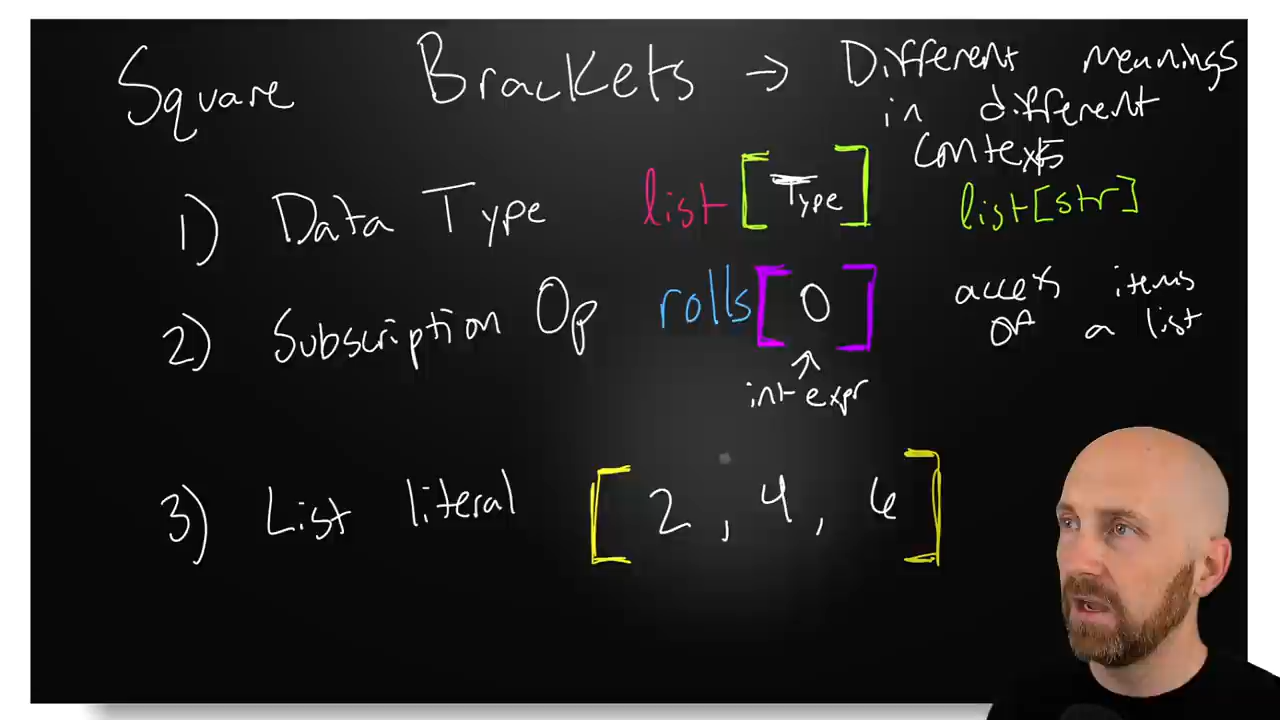 Square Brackets → Different meanings
in different
contexts
1) Data Type list [Type] list[str]
2) Subscription Op rolls [0] access items
of a list
↑
int expr
3) List literal [2, 4, 6]